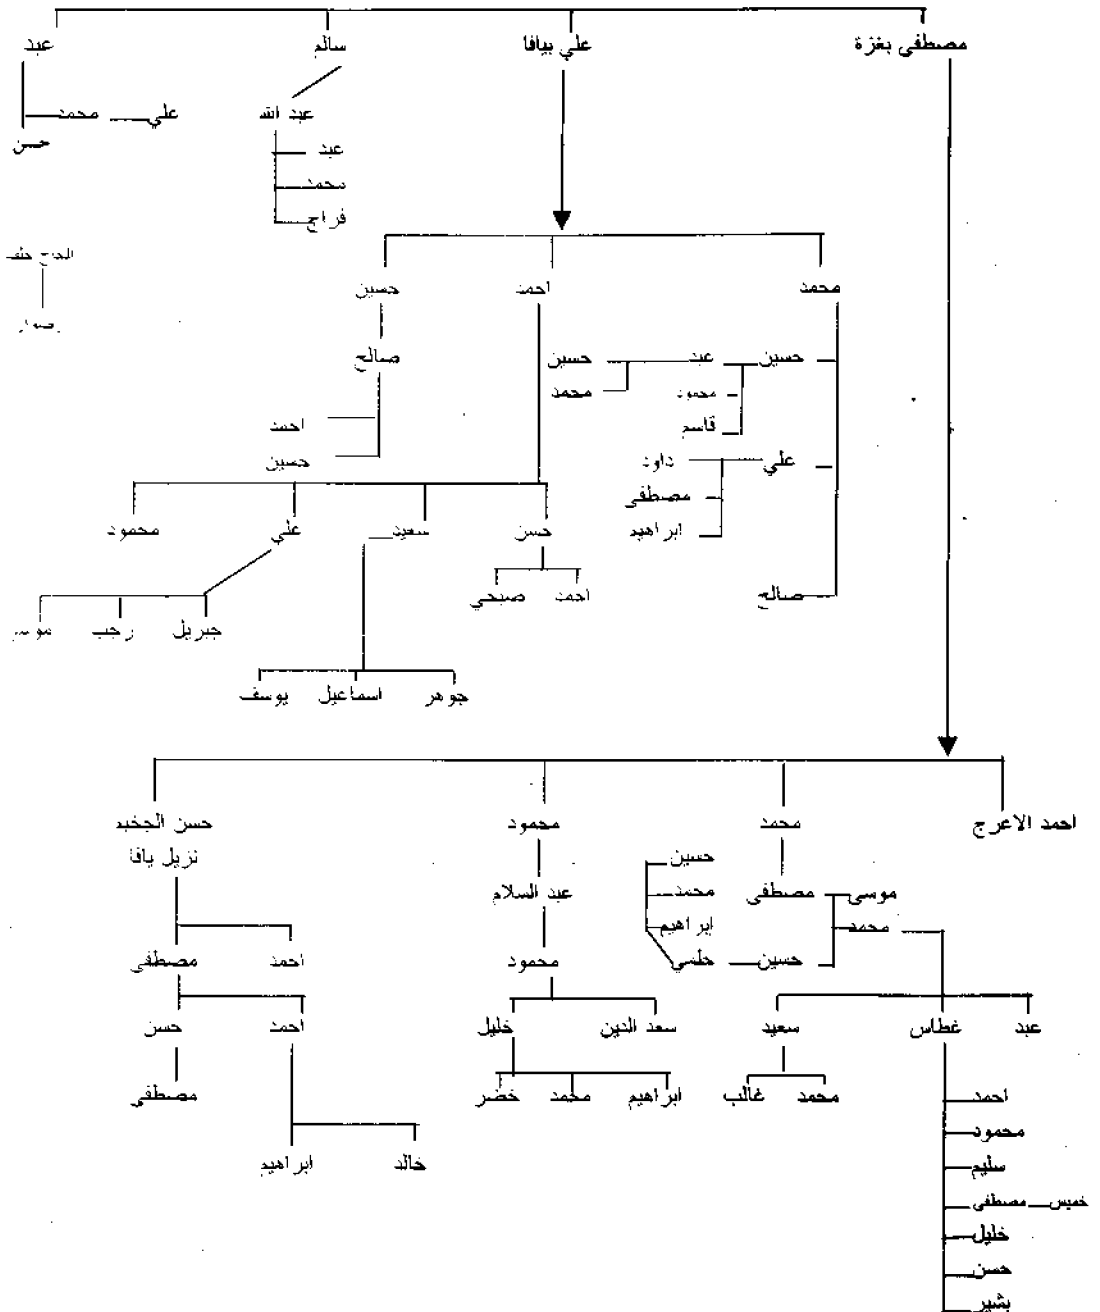 مصطفى بغزة علي بيافا سالم عبد
عبد الله محمد علي
حسن
عبد
محمد
فراج
الحاج
محمد احمد حسين
صالح
حسين عبد حسين
محمود محمد
قاسم احمد
علي داود حسين
مصطفى
ابراهيم
حسن سعيد علي محمود
صالح احمد صبحي
جبريل رجب
جوهر اسماعيل يوسف
احمد الاعرج محمد محمود حسن
نزيل يافا
حسين
موسى مصطفى محمد عبد السلام
محمد ابراهيم
حسين حلمي محمود احمد مصطفى
عبد غطاس سعيد سعد الدين خليل احمد حسن
احمد محمد غالب ابراهيم محمد خضر مصطفى
محمود
سليم خالد ابراهيم
خميس مصطفى
خليل
حسن
بشير